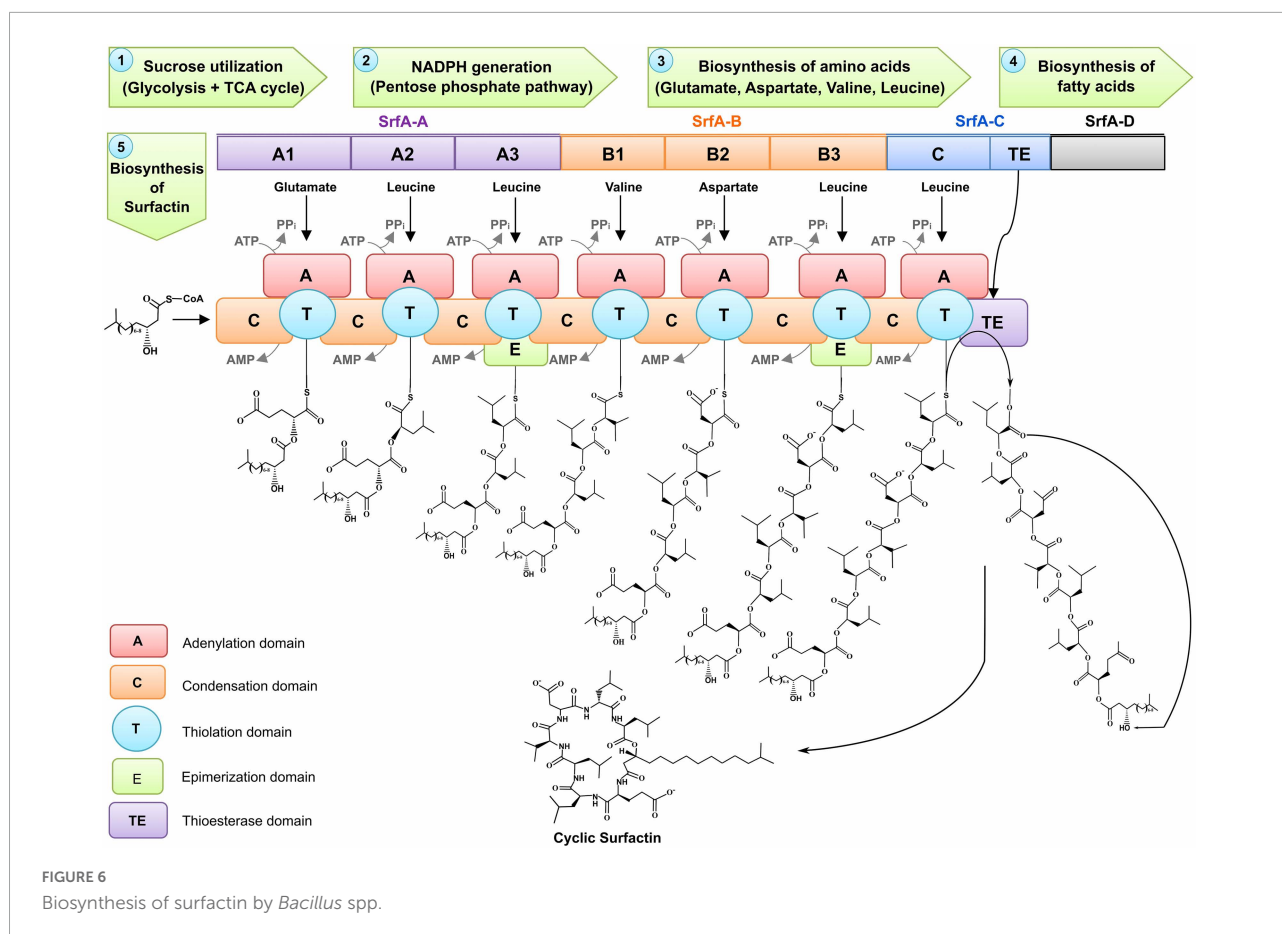 1
Sucrose utilization
(Glycolysis + TCA cycle)
2
NADPH generation
(Pentose phosphate pathway)
3
Biosynthesis of amino acids
(Glutamate, Aspartate, Valine, Leucine)
4
Biosynthesis of
fatty acids
5
Biosynthesis
of
Surfactin
SrfA-A SrfA-B SrfA-C SrfA-D
A1 A2 A3 B1 B2 B3 C TE
Glutamate Leucine Leucine Valine Aspartate Leucine Leucine
PPi PPi PPi PPi PPi PPi PPi
ATP ATP ATP ATP ATP ATP ATP
A A A A A A A
O S-CoA
OH
C T C T C T C T C T C T C T TE
E E
AMP AMP AMP AMP AMP AMP AMP
A Adenylation domain
C Condensation domain
T Thiolation domain
E Epimerization domain
TE Thioesterase domain
Cyclic Surfactin
FIGURE 6
Biosynthesis of surfactin by Bacillus spp.